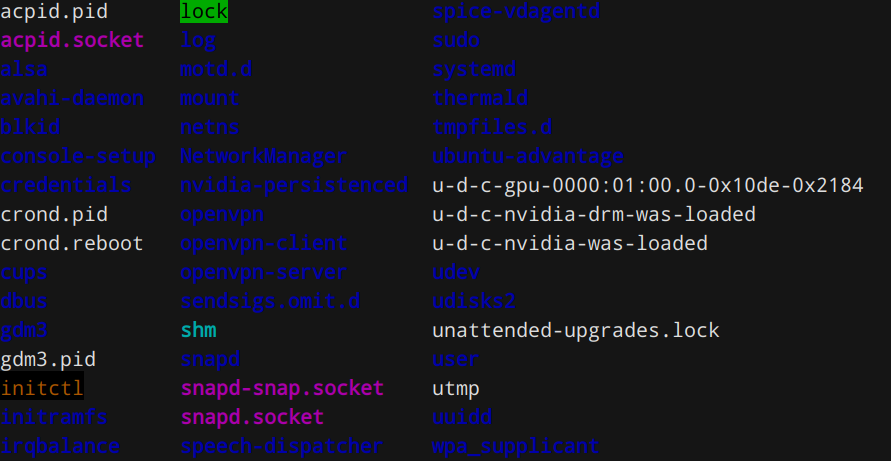 acpid.pid lock spice-vdagentd
acpid.socket log sudo
alsa motd.d systemd
avahi-daemon mount thermald
blkid netns tmpfiles.d
console-setup NetworkManager ubuntu-advantage
credentials nvidia-persistenced u-d-c-gpu-0000:01:00.0-0x10de-0x2184
crond.pid openvpn u-d-c-nvidia-drm-was-loaded
crond.reboot openvpn-client u-d-c-nvidia-was-loaded
cups openvpn-server udev
dbus sendsigs.omit.d udisks2
gdm3 shm unattended-upgrades.lock
gdm3.pid snapd user
initctl snapd-snap.socket utmp
initramfs snapd.socket uuidd
irqbalance speech-dispatcher wpa_supplicant